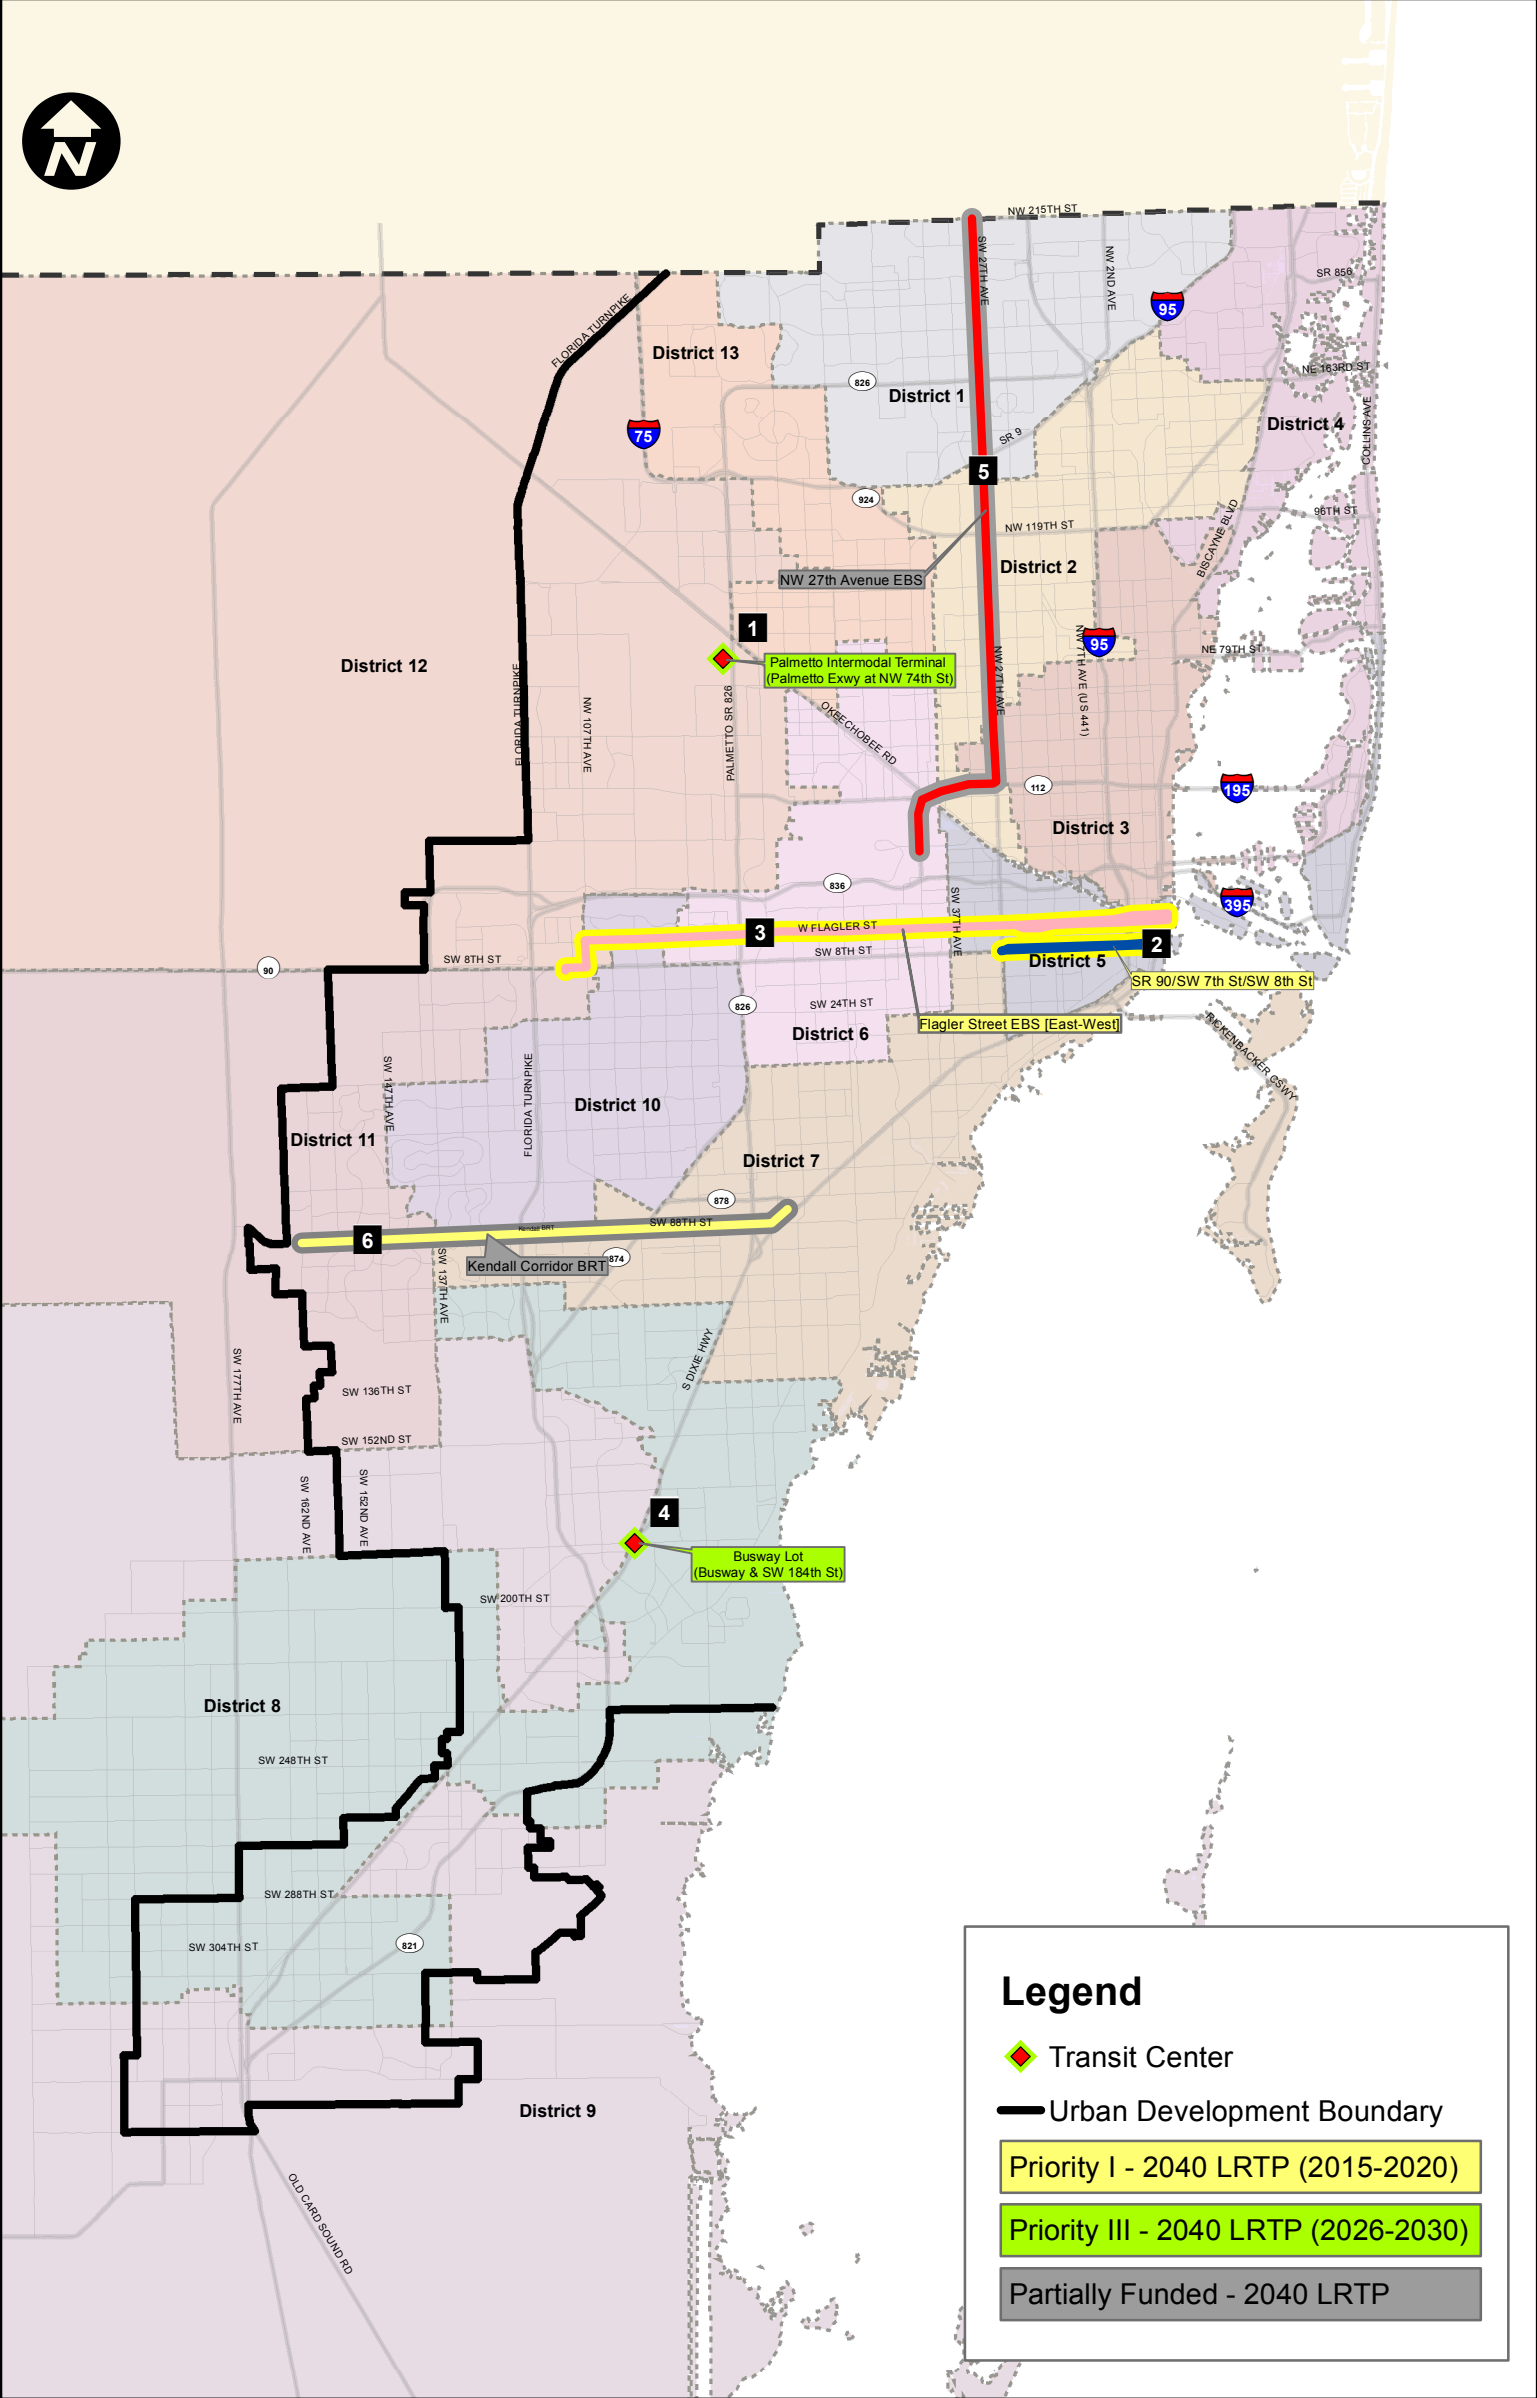 N
NW 215TH ST
SW 27TH AVE
NW 2ND AVE
SR 856
95
FLORIDA TURNPIKE
District 13
NE 163RD ST
826
District 1
COLLINS AVE
District 4
75
SR 9
5
924
96TH ST
NW 119TH ST
BISCAYNE BLVD
District 2
NW 27th Avenue EBS
1
NW 7TH AVE (US 441)
95
NE 79TH ST
District 12
Palmetto Intermodal Terminal
(Palmetto Exwy at NW 74th St)
NW 27TH AVE
FLORIDA TURNPIKE
NW 107TH AVE
PALMETTO SR 826
OKEECHOBEE RD
112
195
District 3
836
395
SW 37TH AVE
3
W FLAGLER ST
2
SW 8TH ST
SW 8TH ST
District 5
90
SR 90/SW 7th St/SW 8th St
826
SW 24TH ST
Flagler Street EBS [East-West]
District 6
RICKENBACKER CSWY
SW 147TH AVE
FLORIDA TURNPIKE
District 10
District 11
District 7
878
SW 88TH ST
Kendall BRT
6
874
Kendall Corridor BRT
SW 137TH AVE
S DIXIE HWY
SW 177TH AVE
SW 136TH ST
SW 152ND ST
SW 162ND AVE
SW 152ND AVE
4
Busway Lot
(Busway & SW 184th St)
SW 200TH ST
District 8
SW 248TH ST
SW 288TH ST
SW 304TH ST
821
District 9
OLD CARD SOUND RD
Legend
Transit Center
Urban Development Boundary
Priority I - 2040 LRTP (2015-2020)
Priority III - 2040 LRTP (2026-2030)
Partially Funded - 2040 LRTP